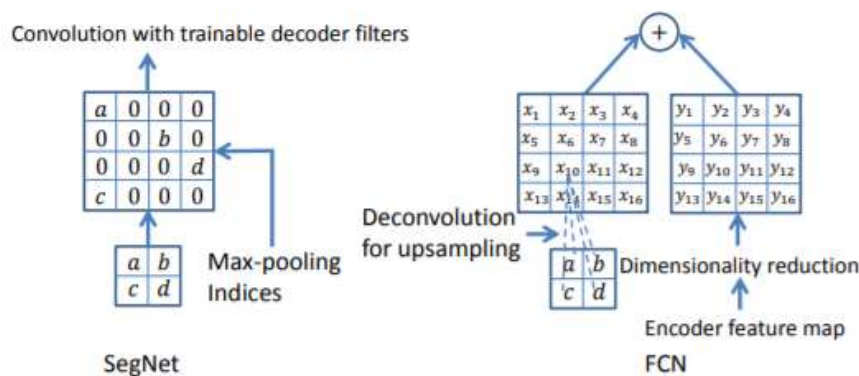 Convolution with trainable decoder filters
a 0 0 0
0 0 b 0
0 0 0 d
c 0 0 0
a b
c d
Max-pooling
Indices
SegNet
+
x₁ x₂ x₃ x₄
x₅ x₆ x₇ x₈
x₉ x₁₀ x₁₁ x₁₂
x₁₃ x₁₄ x₁₅ x₁₆
y₁ y₂ y₃ y₄
y₅ y₆ y₇ y₈
y₉ y₁₀ y₁₁ y₁₂
y₁₃ y₁₄ y₁₅ y₁₆
Deconvolution
for upsampling
a b
c d
Dimensionality reduction
Encoder feature map
FCN